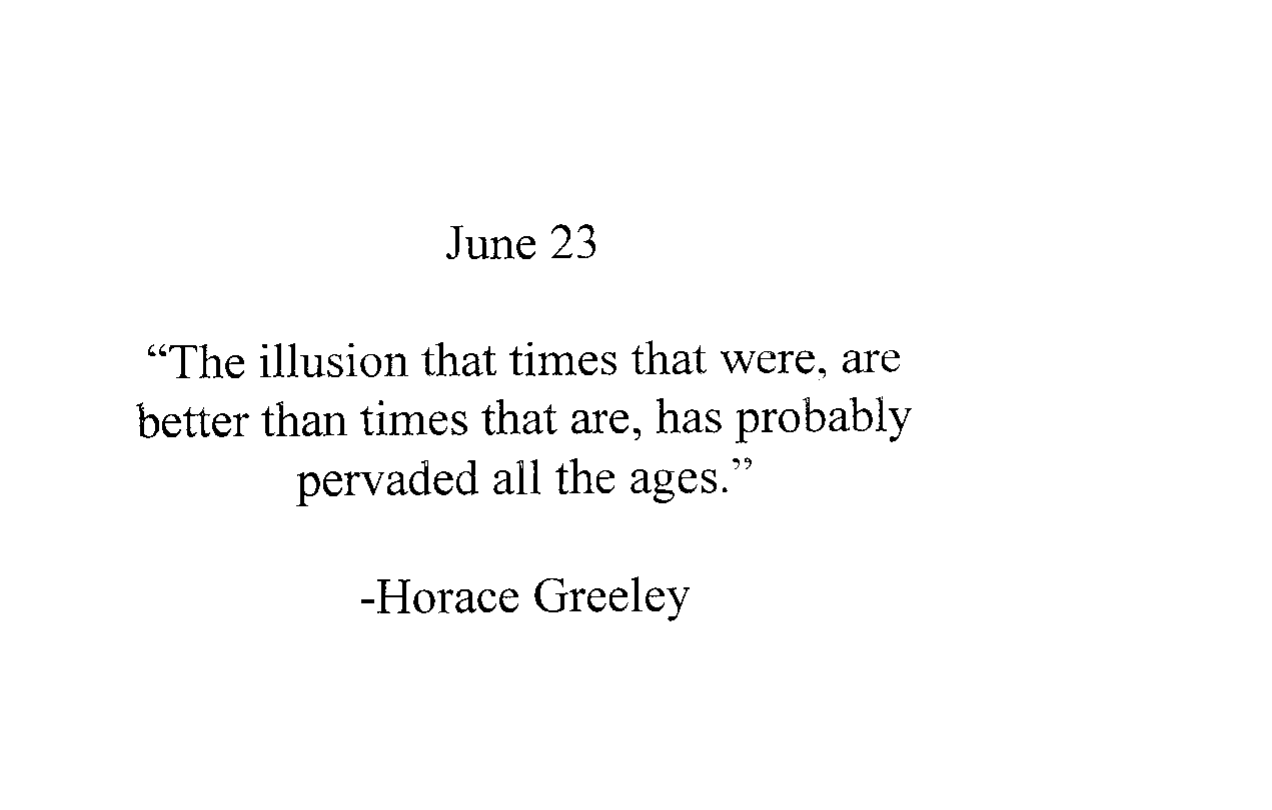 June 23
“The illusion that times that were, are
better than times that are, has probably
pervaded all the ages.”
-Horace Greeley